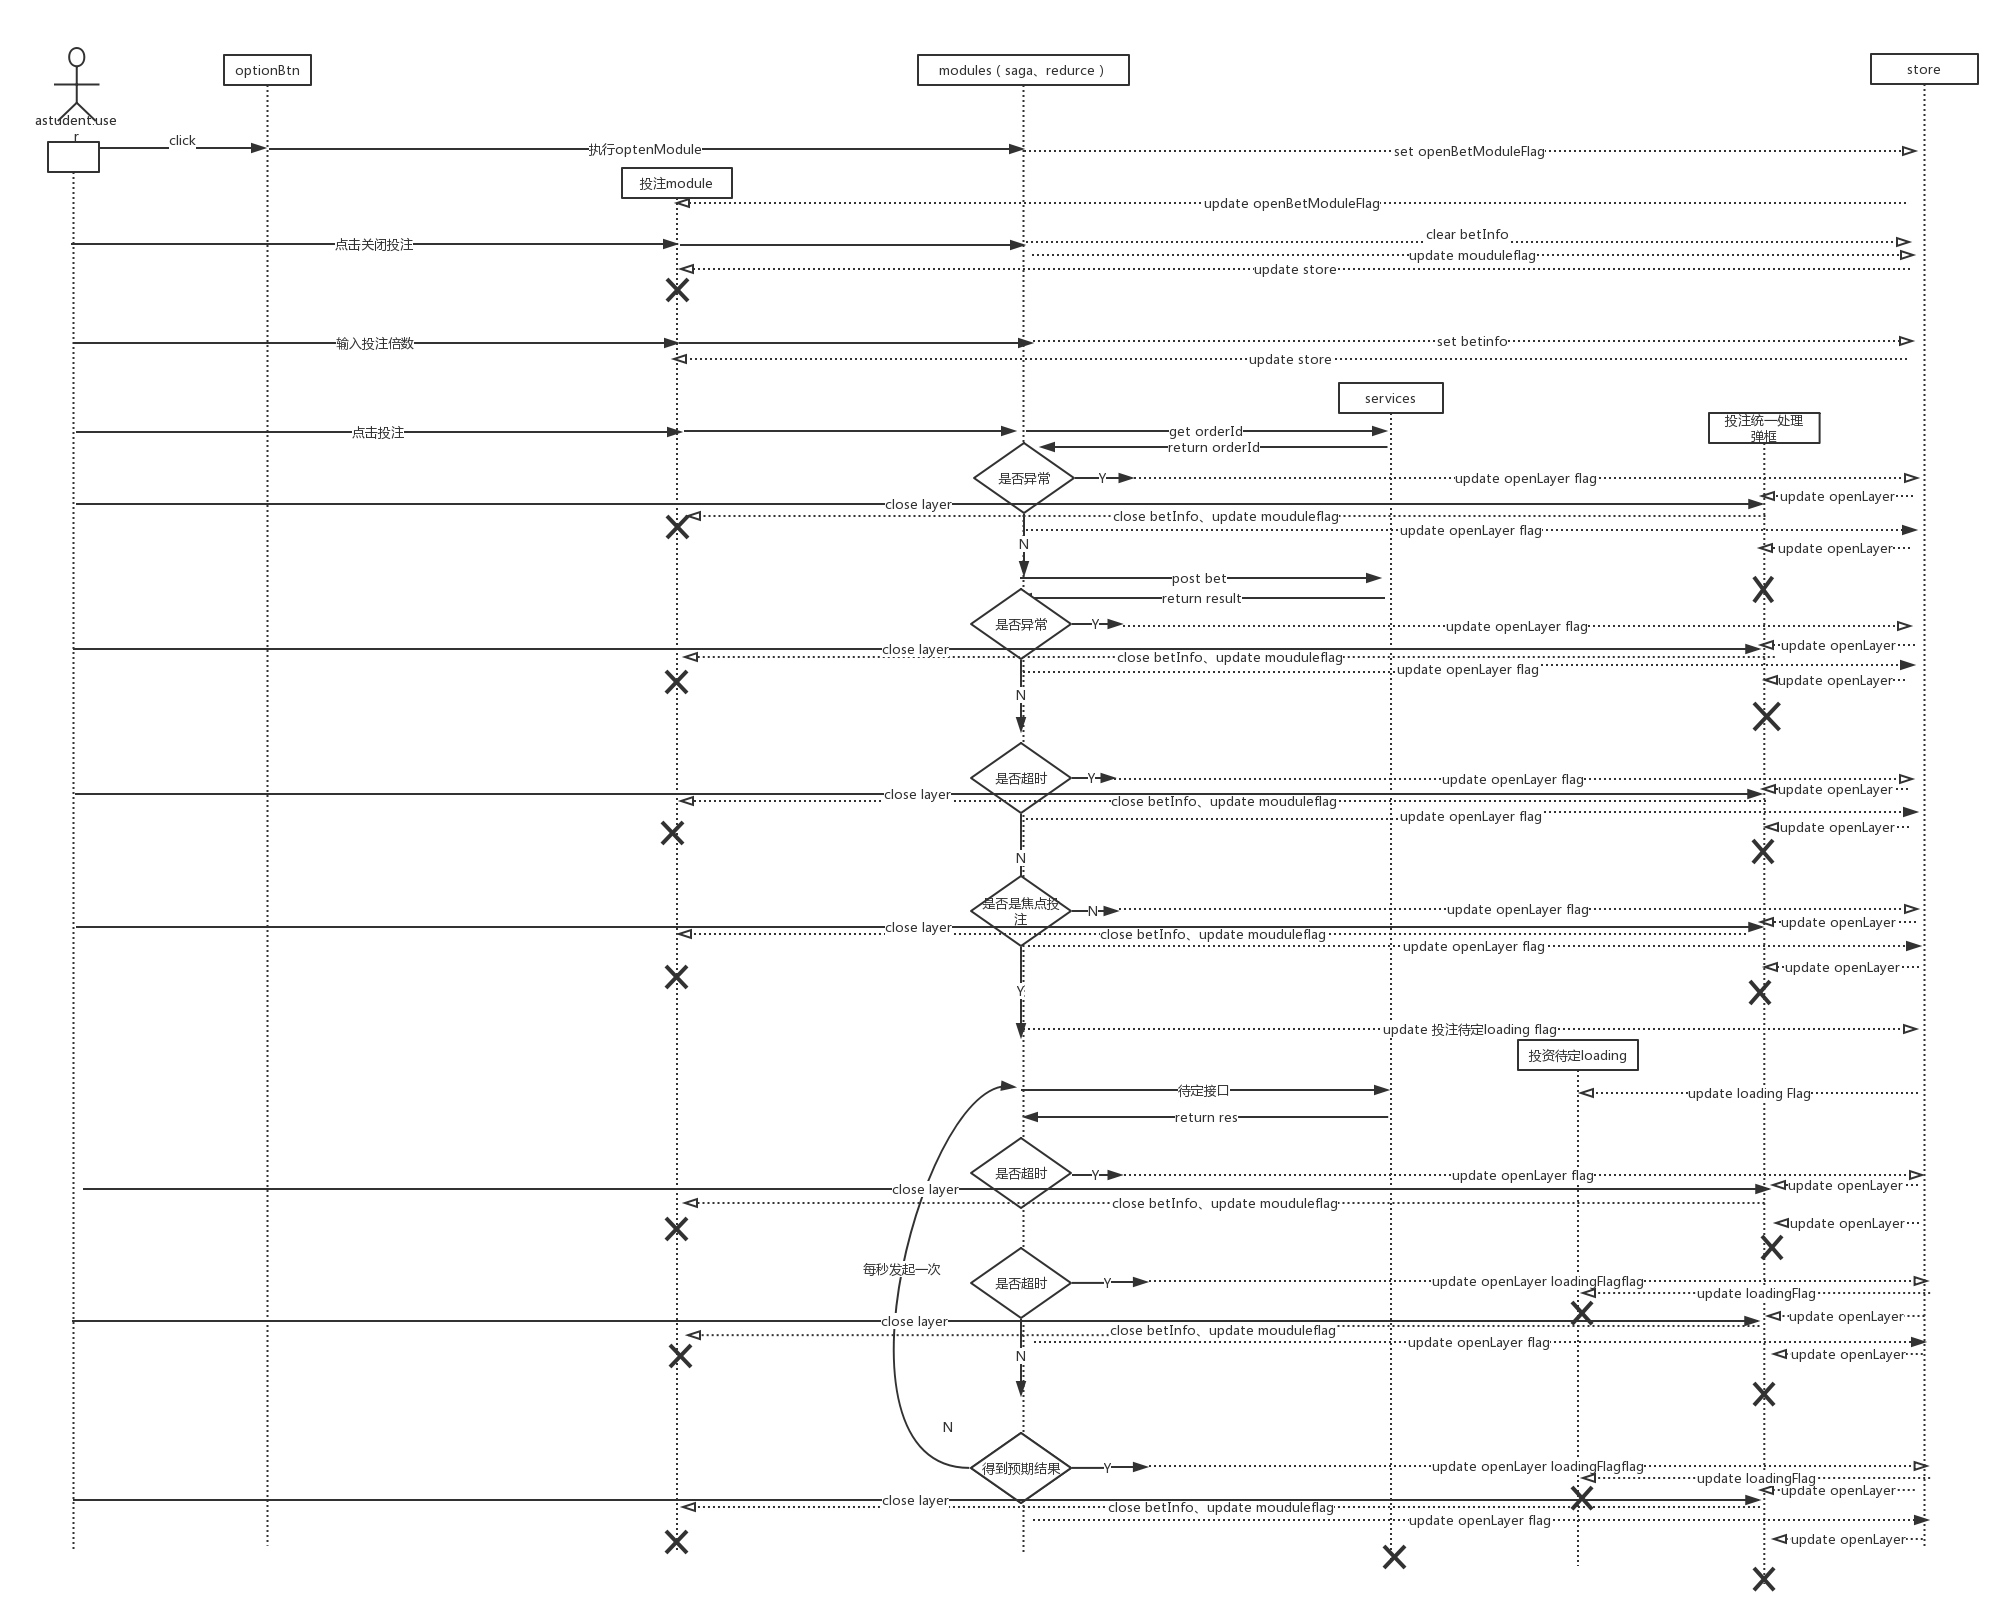 optionBtn
modules ( saga、redurce )
store
astudent:use
r
click
执行optenModule
set openBetModuleFlag
投注module
update openBetModuleFlag
点击关闭投注
clear betInfo
update mouduleflag
update store
输入投注倍数
set betinfo
update store
services
投注统一处理
弹框
点击投注
get orderId
return orderId
是否异常
Y
update openLayer flag
update openLayer
close layer
close betInfo、update mouduleflag
update openLayer flag
N
update openLayer
post bet
return result
是否异常
Y
update openLayer flag
update openLayer
close layer
close betInfo、update mouduleflag
update openLayer flag
update openLayer
N
是否超时
Y
update openLayer flag
update openLayer
close layer
close betInfo、update mouduleflag
update openLayer flag
update openLayer
N
是否是焦点投
注
N
update openLayer flag
update openLayer
close layer
close betInfo、update mouduleflag
update openLayer flag
update openLayer
Y
update 投注待定loading flag
投资待定loading
待定接口
update loading Flag
return res
是否超时
Y
update openLayer flag
update openLayer
close layer
close betInfo、update mouduleflag
update openLayer
每秒发起一次
是否超时
Y
update openLayer loadingFlagflag
update loadingFlag
update openLayer
close layer
close betInfo、update mouduleflag
update openLayer flag
update openLayer
N
N
得到预期结果
Y
update openLayer loadingFlagflag
update loadingFlag
update openLayer
close layer
close betInfo、update mouduleflag
update openLayer flag
update openLayer